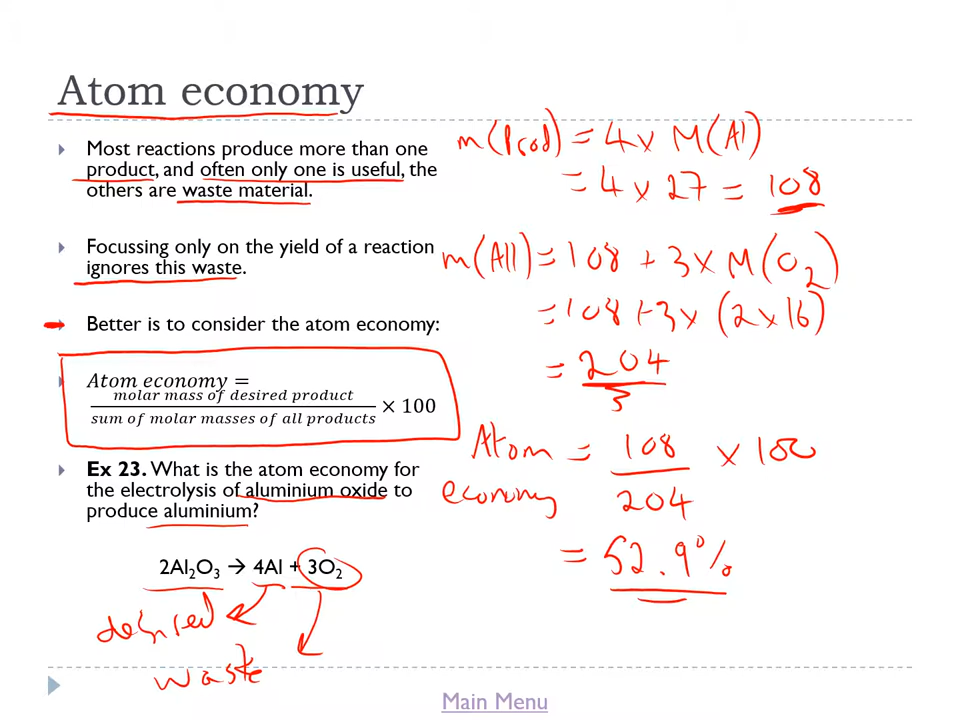 Atom economy
Most reactions produce more than one
product, and often only one is useful, the
others are waste material.
Focussing only on the yield of a reaction
ignores this waste.
Better is to consider the atom economy:
Atom economy =
molar mass of desired product
sum of molar masses of all products
× 100
Ex 23. What is the atom economy for
the electrolysis of aluminium oxide to
produce aluminium?
2Al₂O₃ → 4Al + 3O₂
desired
waste
m(Prod) = 4 x M(Al)
= 4 x 27 = 108
m(All) = 108 + 3 x M(O₂)
= 108 + 3x (2 x 16)
= 204
Atom economy = 108 / 204 x 100
= 52.9%
Main Menu